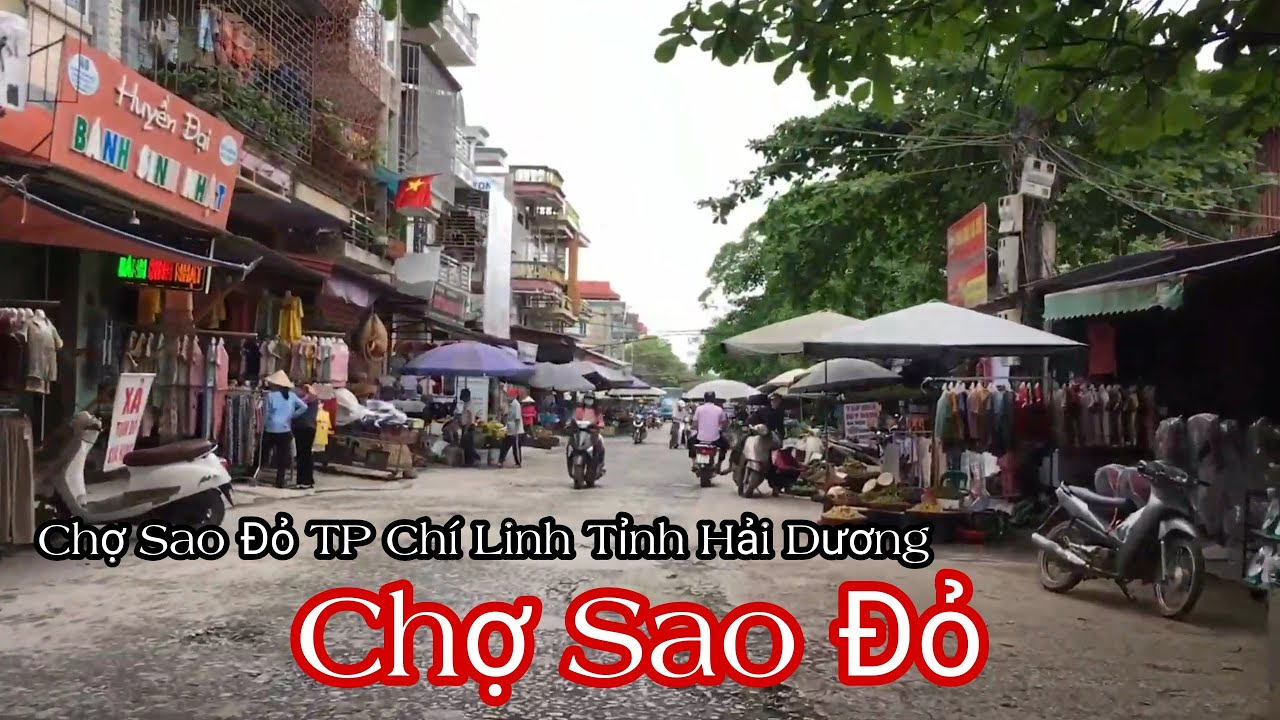 Huyền Đại
BÁNH SINH NHẬT
BÁNH SINH NHẬT
XẢ
Chợ Sao Đỏ TP Chí Linh Tỉnh Hải Dương
Chợ Sao Đỏ